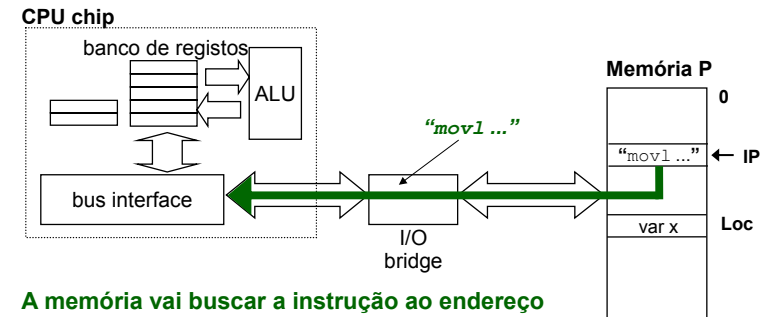 CPU chip
banco de registos
ALU
Memória P
0
“movl ...”
“movl ...”
IP
bus interface
I/O
bridge
var x
Loc
A memória vai buscar a instrução ao endereço